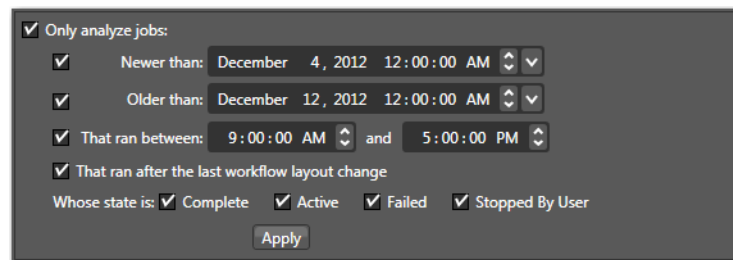 Only analyze jobs:
Newer than: December 4, 2012 12:00:00 AM
Older than: December 12, 2012 12:00:00 AM
That ran between: 9:00:00 AM and 5:00:00 PM
That ran after the last workflow layout change
Whose state is: Complete Active Failed Stopped By User
Apply